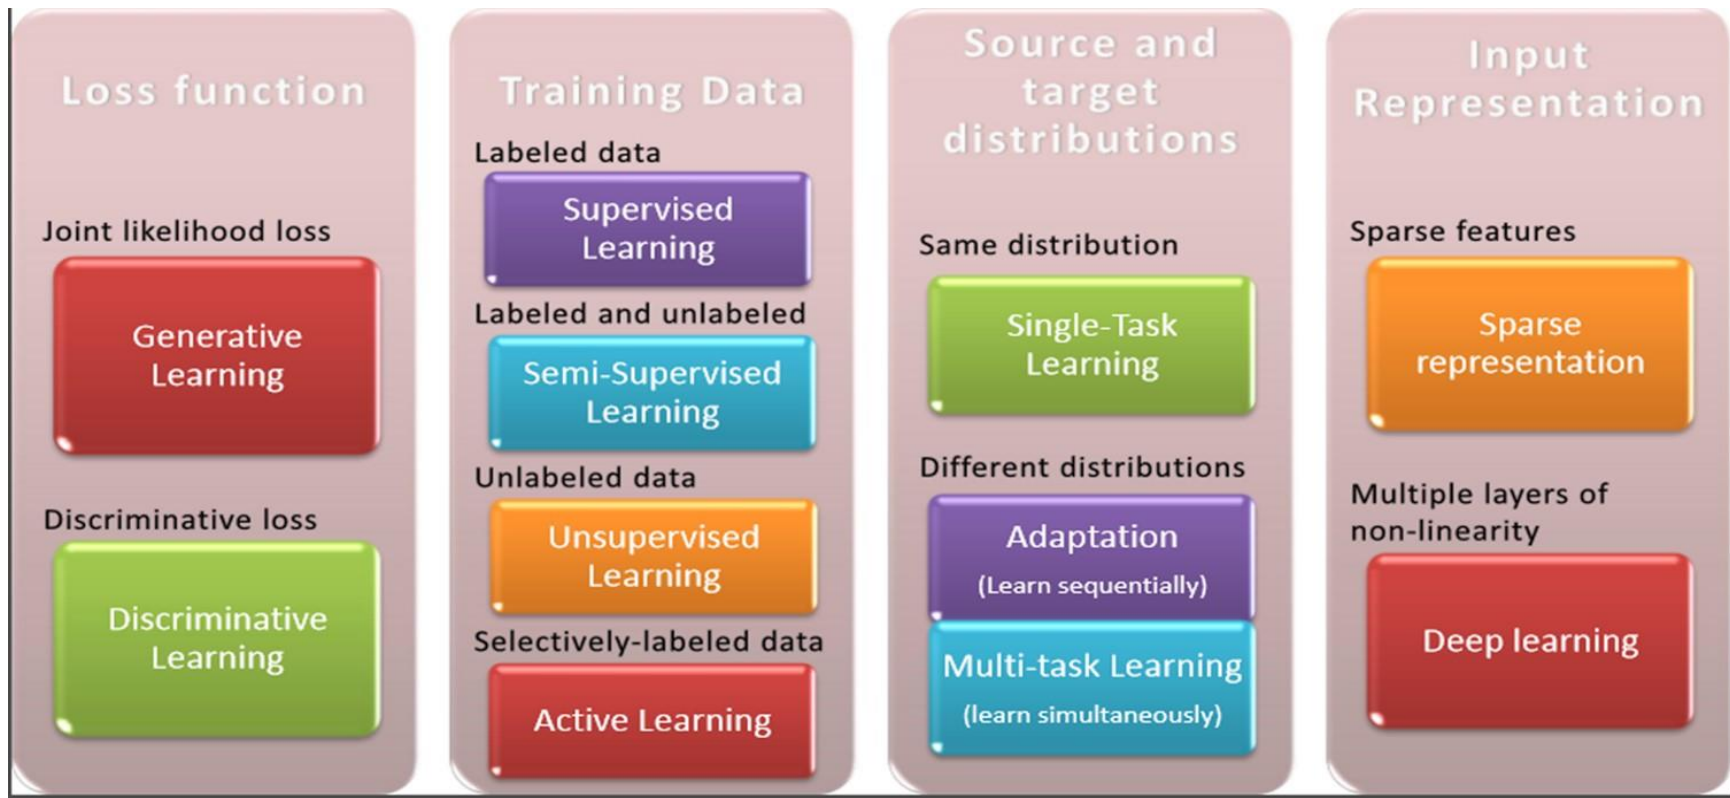 Loss function
Joint likelihood loss
Generative
Learning
Discriminative loss
Discriminative
Learning
Training Data
Labeled data
Supervised
Learning
Labeled and unlabeled
Semi-Supervised
Learning
Unlabeled data
Unsupervised
Learning
Selectively-labeled data
Active Learning
Source and
target
distributions
Same distribution
Single-Task
Learning
Different distributions
Adaptation
(Learn sequentially)
Multi-task Learning
(learn simultaneously)
Input
Representation
Sparse features
Sparse
representation
Multiple layers of
non-linearity
Deep learning